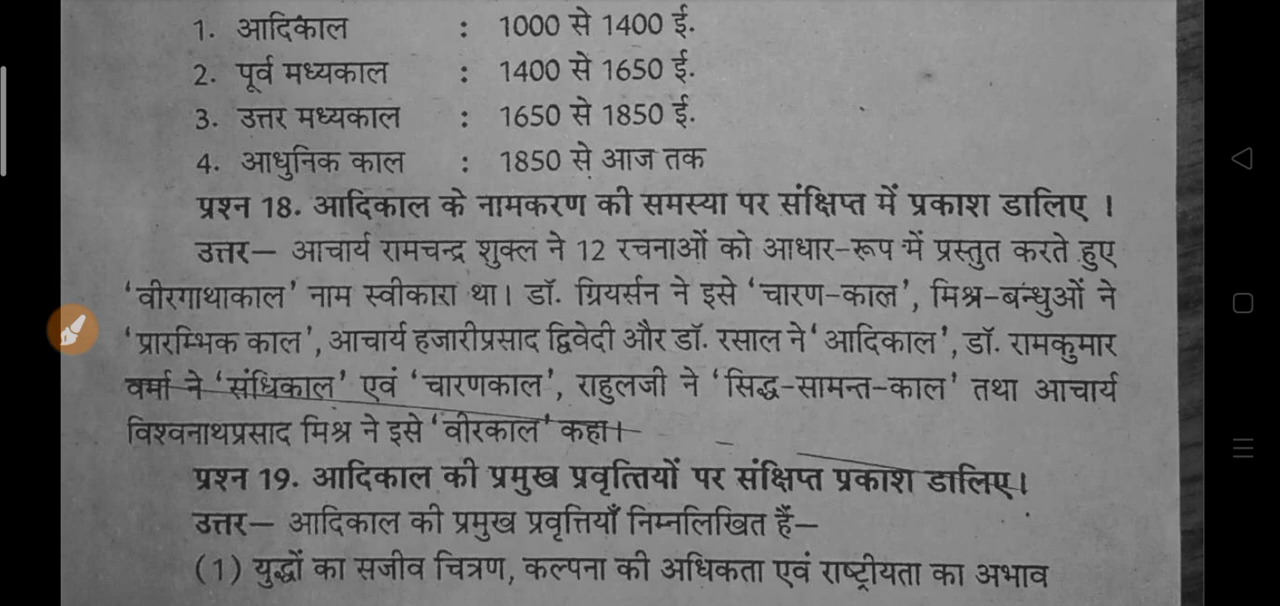 1. आदिकाल : 1000 से 1400 ई.
2. पूर्व मध्यकाल : 1400 से 1650 ई.
3. उत्तर मध्यकाल : 1650 से 1850 ई.
4. आधुनिक काल : 1850 से आज तक
प्रश्न 18. आदिकाल के नामकरण की समस्या पर संक्षिप्त में प्रकाश डालिए ।
उत्तर— आचार्य रामचन्द्र शुक्ल ने 12 रचनाओं को आधार-रूप में प्रस्तुत करते हुए
‘वीरगाथाकाल’ नाम स्वीकारा था। डॉ. ग्रियर्सन ने इसे ‘चारण-काल’, मिश्र-बन्धुओं ने
‘प्रारम्भिक काल’, आचार्य हजारीप्रसाद द्विवेदी और डॉ. रसाल ने ‘आदिकाल’, डॉ. रामकुमार
वर्मा ने ‘संधिकाल’ एवं ‘चारणकाल’, राहुलजी ने ‘सिद्ध-सामन्त-काल’ तथा आचार्य
विश्वनाथप्रसाद मिश्र ने इसे ‘वीरकाल’ कहा।
प्रश्न 19. आदिकाल की प्रमुख प्रवृत्तियों पर संक्षिप्त प्रकाश डालिए।
उत्तर— आदिकाल की प्रमुख प्रवृत्तियाँ निम्नलिखित हैं—
(1) युद्धों का सजीव चित्रण, कल्पना की अधिकता एवं राष्ट्रीयता का अभाव